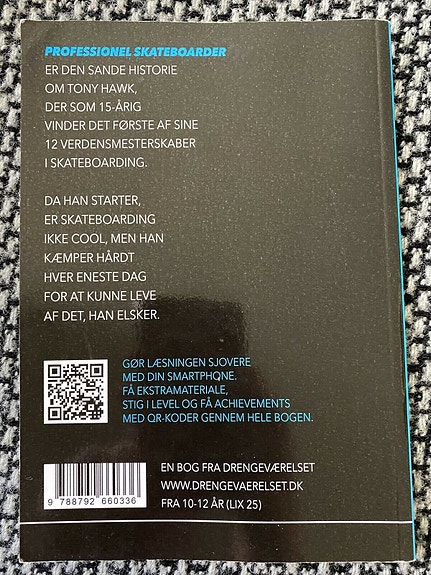 PROFESSIONEL SKATEBOARDER
ER DEN SANDE HISTORIE
OM TONY HAWK,
DER SOM 15-ÅRIG
VINDER DET FØRSTE AF SINE
12 VERDENSMESTERSKABER
I SKATEBOARDING.
DA HAN STARTER,
ER SKATEBOARDING
IKKE COOL, MEN HAN
KÆMPER HÅRDT
HVER ENESTE DAG
FOR AT KUNNE LEVE
AF DET, HAN ELSKER.
GØR LÆSNINGEN SJOVERE
MED DIN SMARTPHONE.
FÅ EKSTRAMATERIALE,
STIG I LEVEL OG FÅ ACHIEVEMENTS
MED QR-KODER GENNEM HELE BOGEN.
9 788792 660336
EN BOG FRA DRENGEVÆRELSET
WWW.DRENGEVAERELSET.DK
FRA 10-12 ÅR (LIX 25)